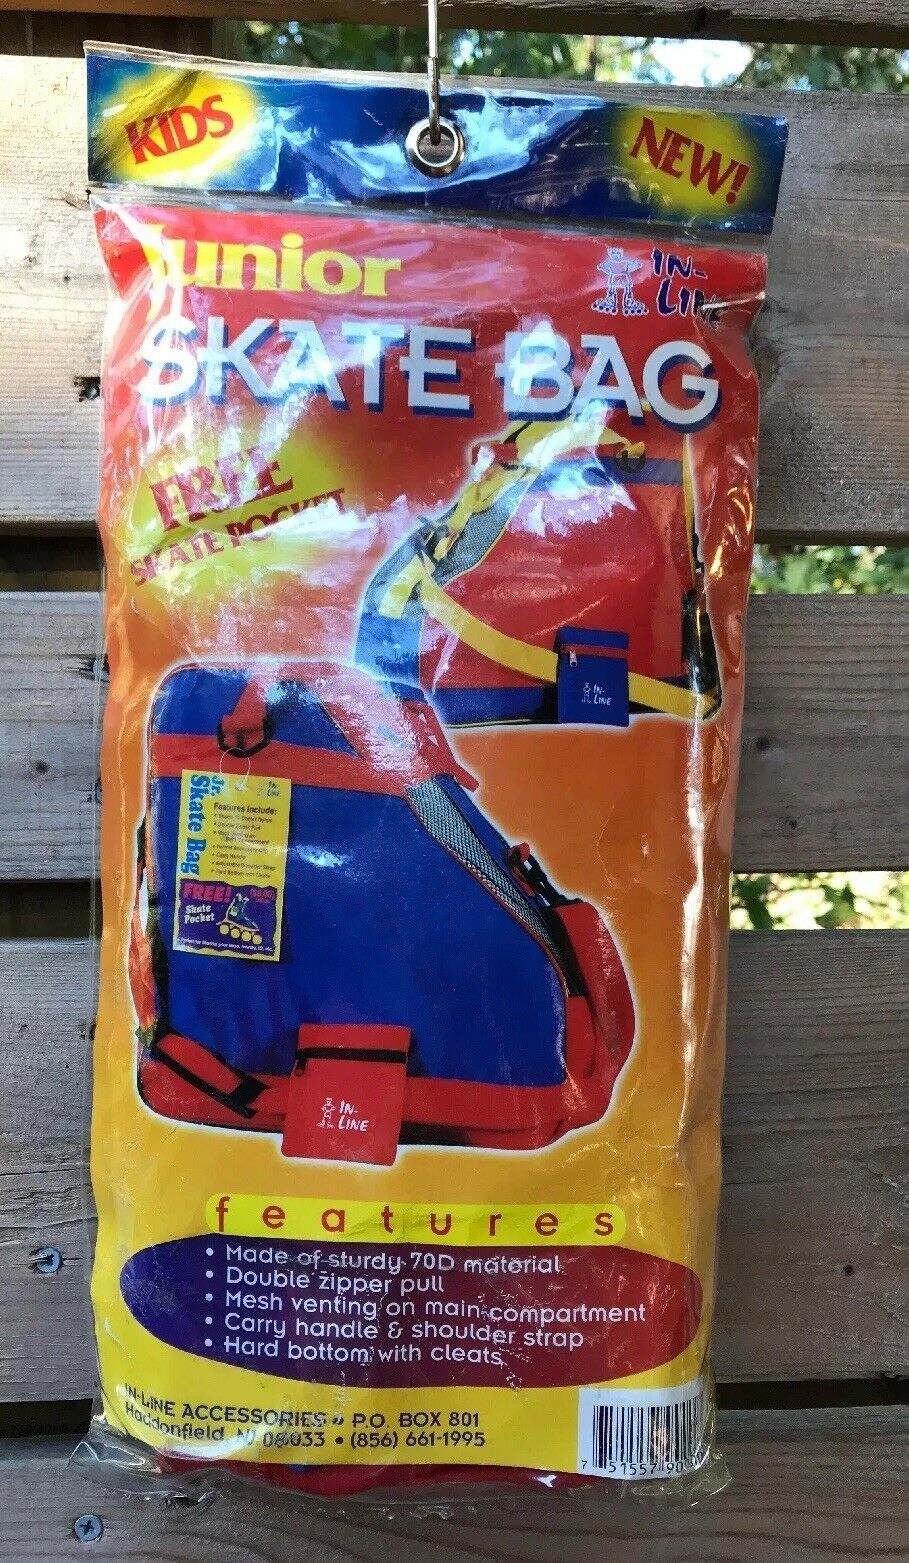 KIDS
NEW!
Junior
IN-
LINE
SKATE BAG
FREE
SKATE POCKET
IN-
LINE
IN-
LINE
Jr.
Skate Bag
Features Include:
FREE!
Skate
Pocket
IN-
LINE
features
• Made of sturdy 70D material
• Double zipper pull
• Mesh venting on main compartment
• Carry handle & shoulder strap
• Hard bottom with cleats
IN-LINE ACCESSORIES • P.O. BOX 801
Haddonfield, NJ 08033 • (856) 661-1995
7 51557 90